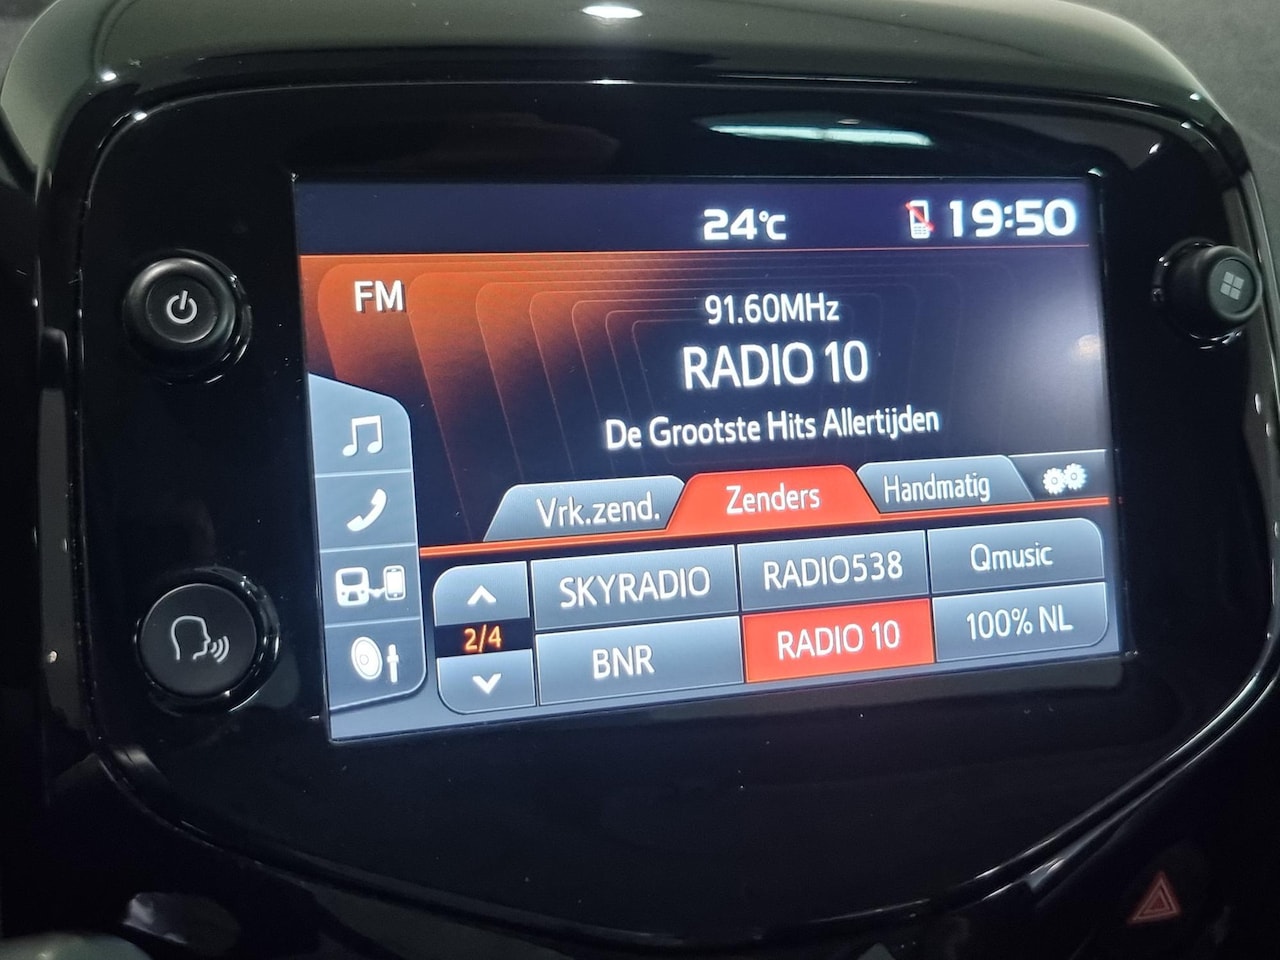 24°C 19:50
FM
91.60MHz
RADIO 10
De Grootste Hits Allertijden
Vrk.zend. Zenders Handmatig
SKYRADIO RADIO538 Qmusic
2/4
BNR RADIO 10 100% NL